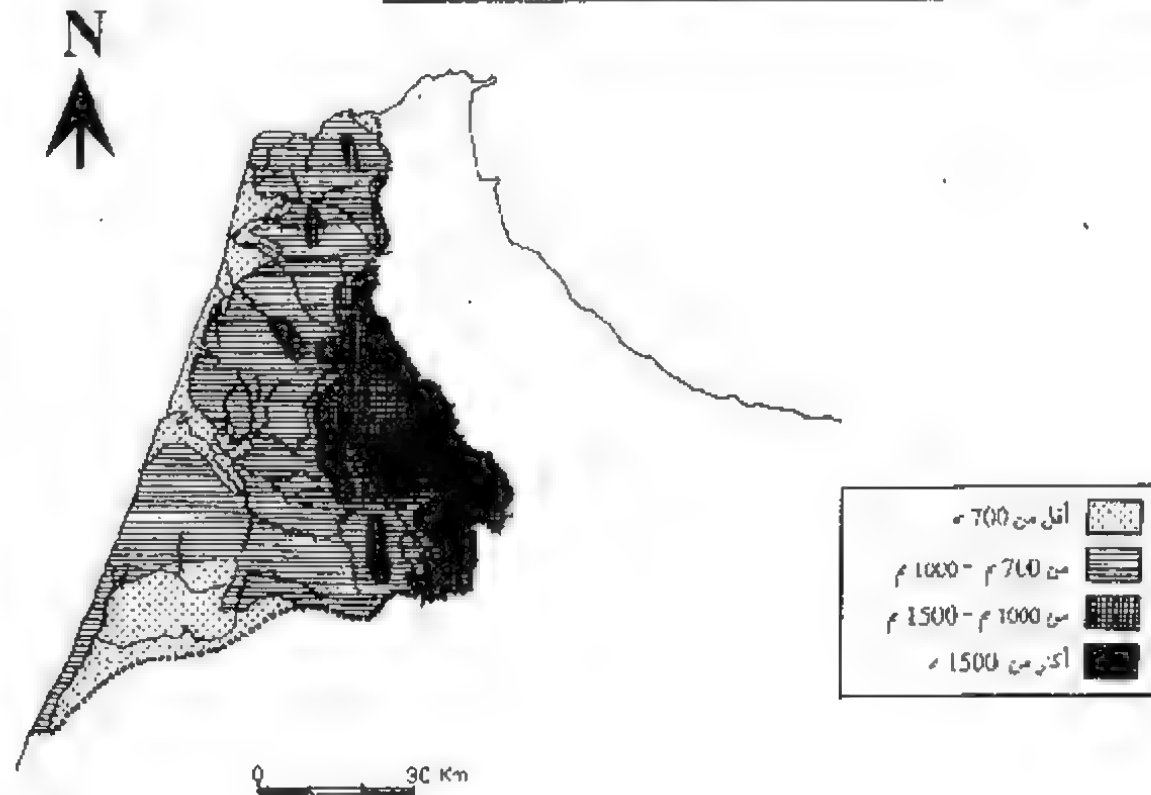 N
أقل من 700 م
من 700 م - 1000 م
من 1000 م - 1500 م
أكثر من 1500 م
0 30 Km